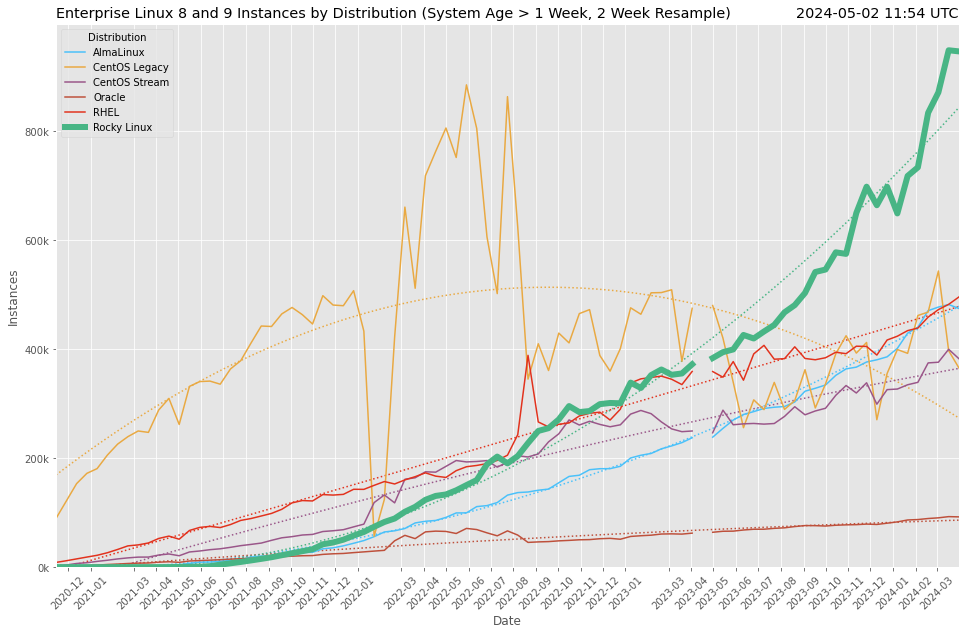 Enterprise Linux 8 and 9 Instances by Distribution (System Age > 1 Week, 2 Week Resample)
2024-05-02 11:54 UTC
Distribution
AlmaLinux
CentOS Legacy
CentOS Stream
Oracle
RHEL
Rocky Linux
800k
600k
400k
200k
0k
Instances
2020-12
2021-01
2021-03
2021-04
2021-05
2021-06
2021-07
2021-08
2021-09
2021-10
2021-11
2021-12
2022-01
2022-03
2022-04
2022-05
2022-06
2022-07
2022-08
2022-09
2022-10
2022-11
2022-12
2023-01
2023-03
2023-04
2023-05
2023-06
2023-07
2023-08
2023-09
2023-10
2023-11
2023-12
2024-01
2024-02
2024-03
Date